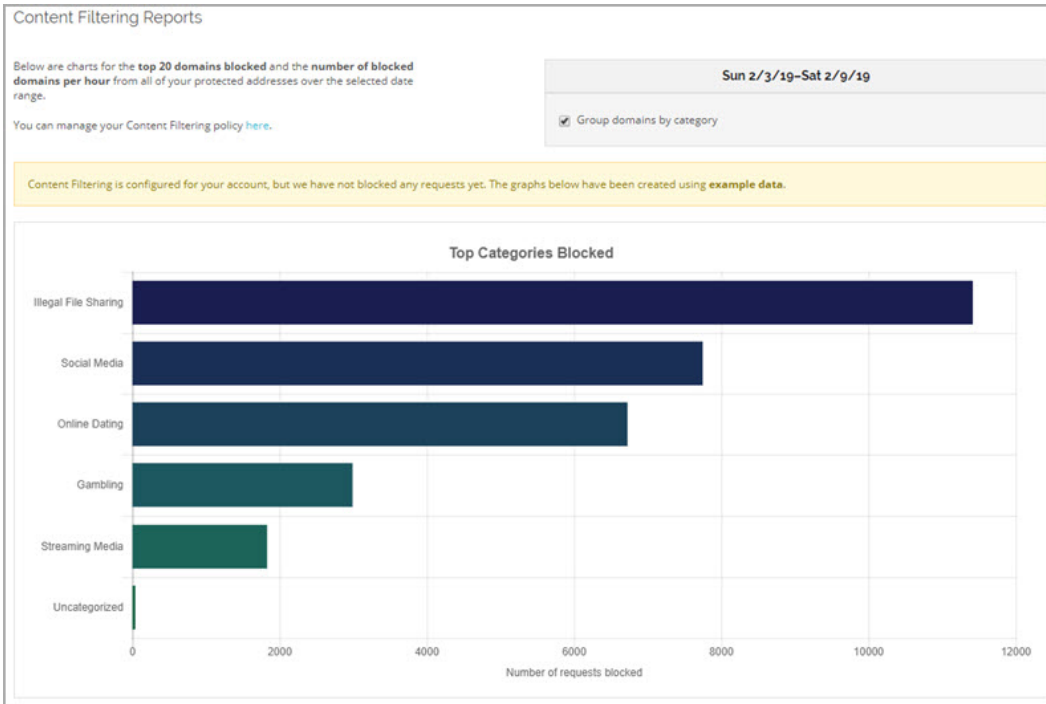 Content Filtering Reports
Below are charts for the top 20 domains blocked and the number of blocked
domains per hour from all of your protected addresses over the selected date
range.
You can manage your Content Filtering policy here.
Sun 2/3/19–Sat 2/9/19
Group domains by category
Content Filtering is configured for your account, but we have not blocked any requests yet. The graphs below have been created using example data.
Top Categories Blocked
Illegal File Sharing
Social Media
Online Dating
Gambling
Streaming Media
Uncategorized
0 2000 4000 6000 8000 10000 12000
Number of requests blocked